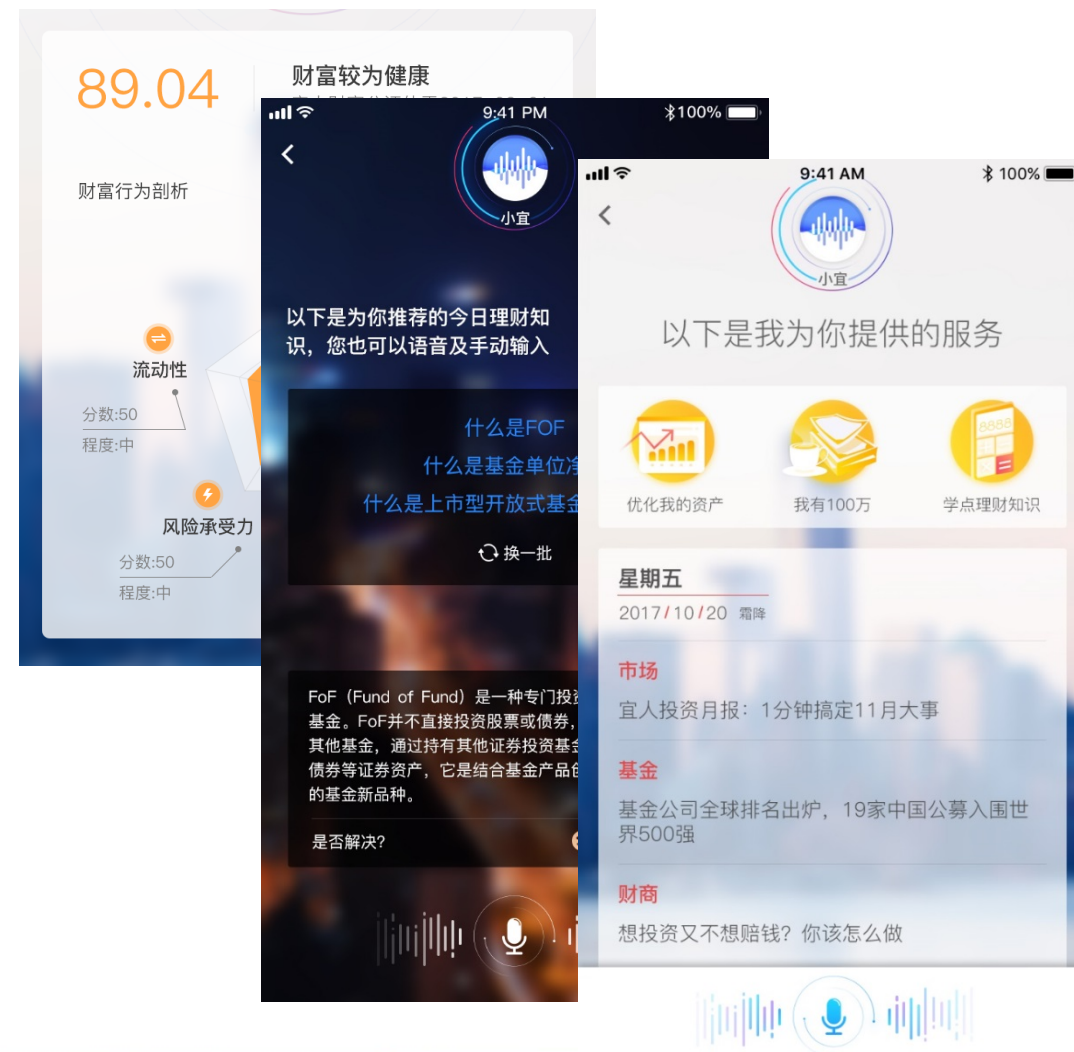 89.04
财富较为健康
财富行为剖析
流动性
分数:50
程度:中
风险承受力
分数:50
程度:中
9:41 PM
100%
小宜
以下是为你推荐的今日理财知
识，您也可以语音及手动输入
什么是FOF
什么是基金单位净
什么是上市型开放式基金
换一批
FoF（Fund of Fund）是一种专门投资
基金。FoF并不直接投资股票或债券，
其他基金，通过持有其他证券投资基金
债券等证券资产，它是结合基金产品
的基金新品种。
是否解决?
9:41 AM
100%
小宜
以下是我为你提供的服务
8888
优化我的资产
我有100万
学点理财知识
星期五
2017/10/20 霜降
市场
宜人投资月报：1分钟搞定11月大事
基金
基金公司全球排名出炉，19家中国公募入围世
界500强
财商
想投资又不想赔钱？你该怎么做